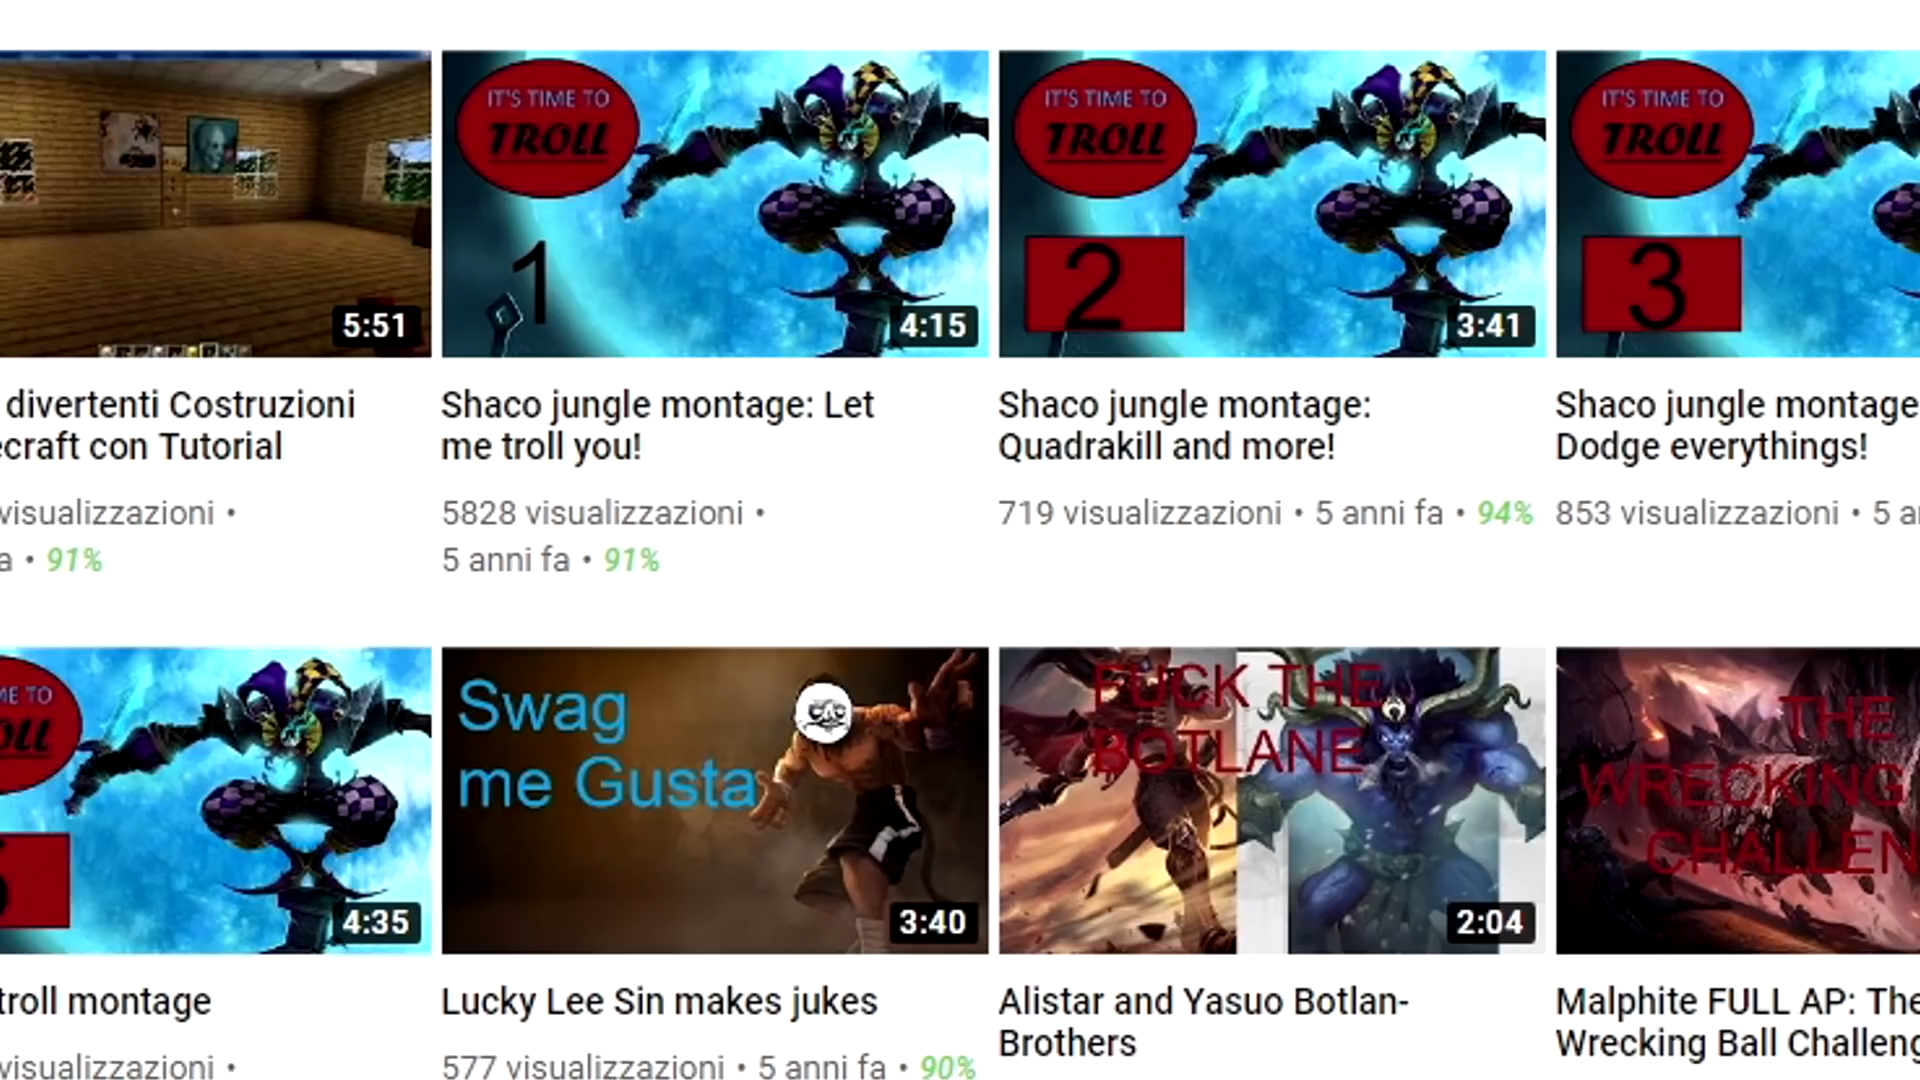 IT'S TIME TO
TROLL
1
IT'S TIME TO
TROLL
2
IT'S TIME TO
TROLL
3
5:51
4:15
3:41
divertenti Costruzioni
ecraft con Tutorial
visualizzazioni •
a • 91%
Shaco jungle montage: Let
me troll you!
5828 visualizzazioni •
5 anni fa • 91%
Shaco jungle montage:
Quadrakill and more!
719 visualizzazioni • 5 anni fa • 94%
Shaco jungle montage
Dodge everythings!
853 visualizzazioni • 5 a
ME TO
OLL
4:35
Swag
me Gusta
3:40
FUCK THE
BOTLANE
2:04
THE
WRECKING
CHALLEN
troll montage
visualizzazioni •
Lucky Lee Sin makes jukes
577 visualizzazioni • 5 anni fa • 90%
Alistar and Yasuo Botlan-
Brothers
Malphite FULL AP: The
Wrecking Ball Challeng